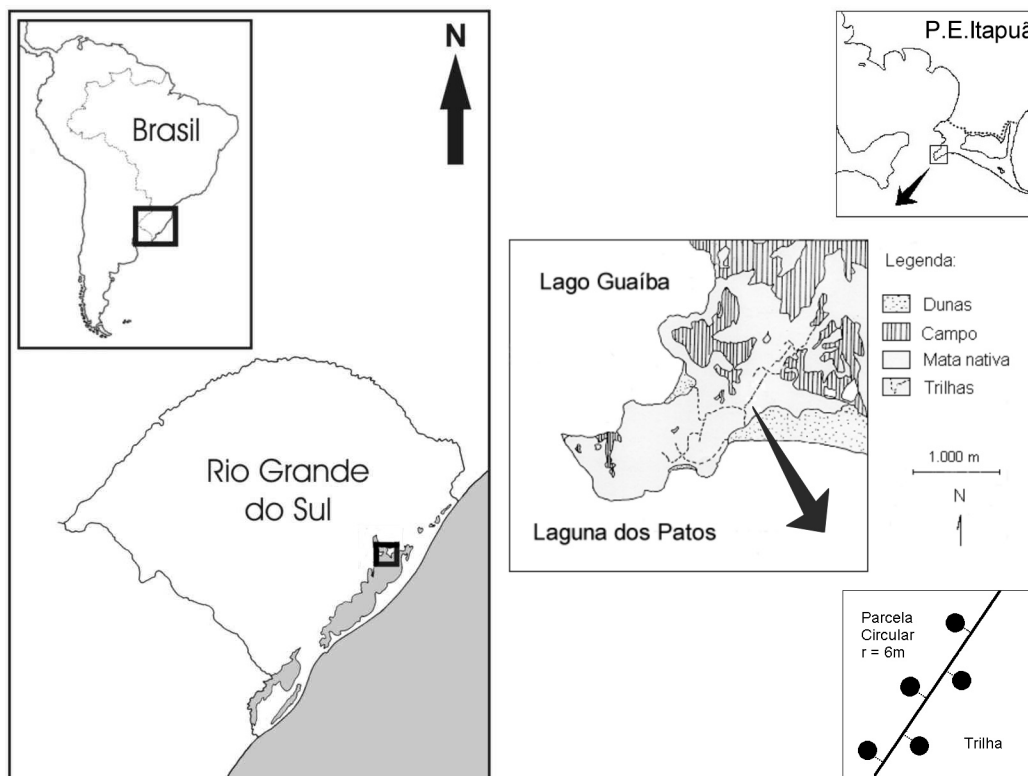 Brasil
N
Rio Grande
do Sul
P.E.Itapuã
Lago Guaíba
Laguna dos Patos
Legenda:
Dunas
Campo
Mata nativa
Trilhas
1.000 m
N
Parcela
Circular
r = 6m
Trilha